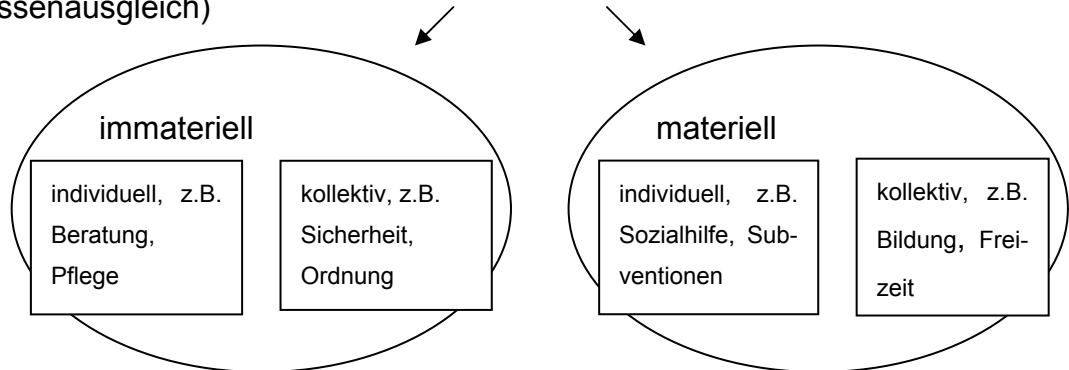 ssenausgleich)
immateriell
individuell, z.B.
Beratung,
Pflege
kollektiv, z.B.
Sicherheit,
Ordnung
materiell
individuell, z.B.
Sozialhilfe, Sub-
ventionen
kollektiv, z.B.
Bildung, Frei-
zeit